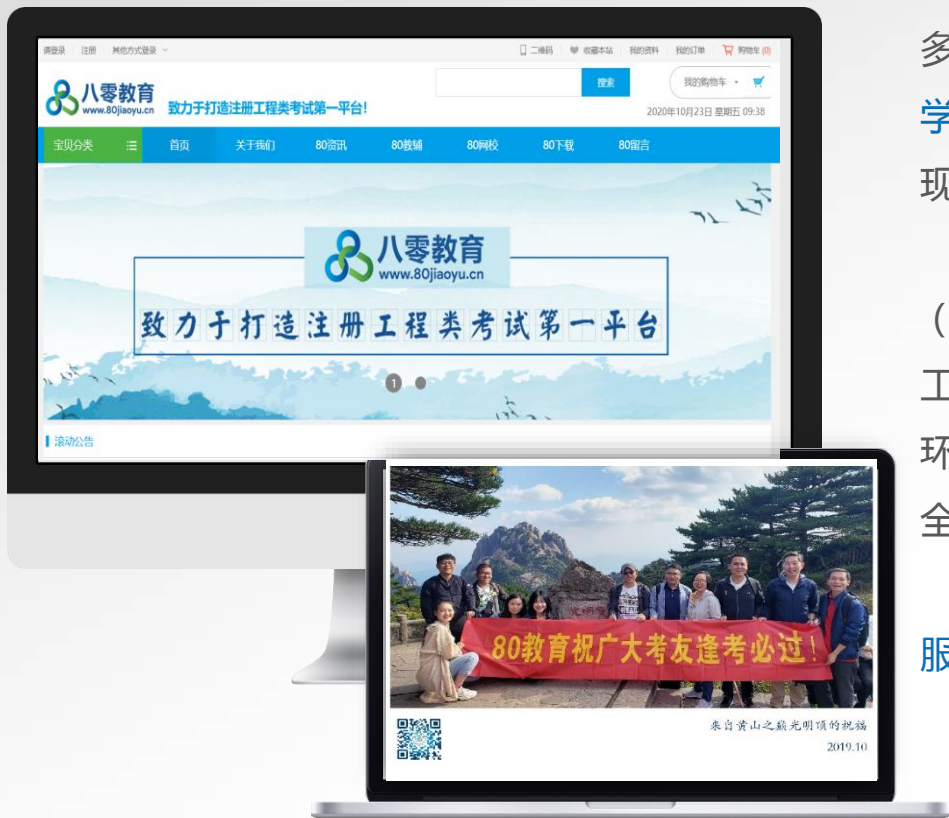 请登录 注册 其他方式登录
二维码 收藏本站 我的资料 我的订单 购物车 (0)
八零教育
www.80jiaoyu.cn
致力于打造注册工程类考试第一平台!
搜索
我的购物车
2020年10月23日 星期五 09:38
宝贝分类 首页 关于我们 80资讯 80教辅 80网校 80下载 80留言
八零教育
www.80jiaoyu.cn
致力于打造注册工程类考试第一平台
1
滚动公告
光明顶
80教育祝广大考友逢考必过!
来自黄山之巅光明顶的祝福
2019.10
多
学
现
(
工
环
全
服